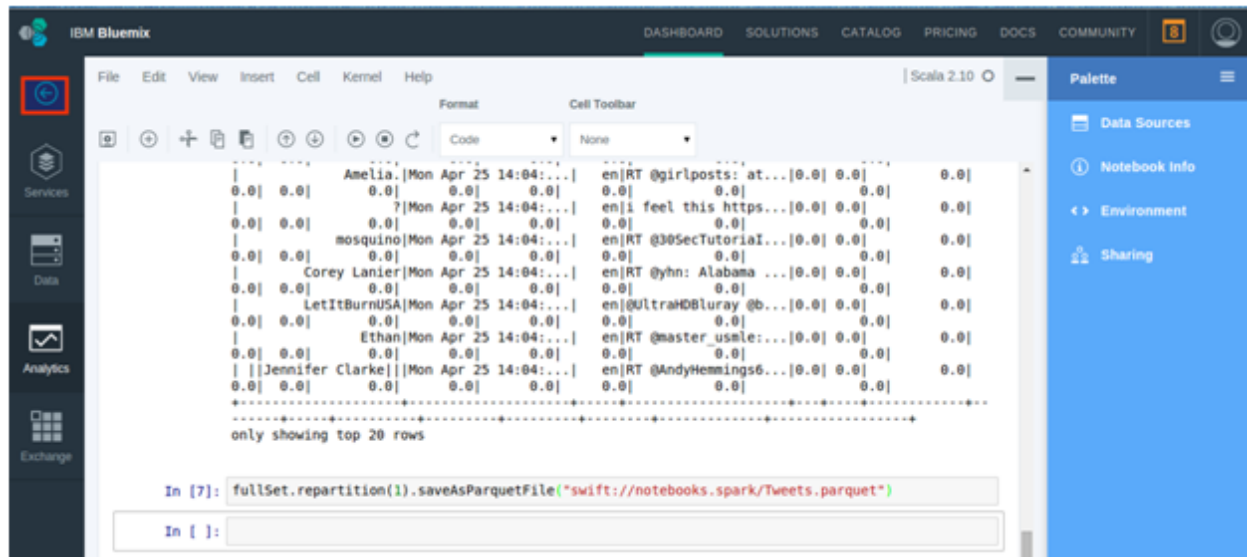 IBM Bluemix DASHBOARD SOLUTIONS CATALOG PRICING DOCS COMMUNITY 8
File Edit View Insert Cell Kernel Help | Scala 2.10
Format Cell Toolbar
Code None
Services
Data
Analytics
Exchange
| Amelia.|Mon Apr 25 14:04:...| en|RT @girlposts: at...|0.0| 0.0| 0.0|
0.0| 0.0| 0.0| 0.0| 0.0| 0.0| 0.0| 0.0|
| ?|Mon Apr 25 14:04:...| en|i feel this https...|0.0| 0.0| 0.0|
0.0| 0.0| 0.0| 0.0| 0.0| 0.0| 0.0| 0.0|
| mosquino|Mon Apr 25 14:04:...| en|RT @30SecTutoriaI...|0.0| 0.0| 0.0|
0.0| 0.0| 0.0| 0.0| 0.0| 0.0| 0.0| 0.0|
| Corey Lanier|Mon Apr 25 14:04:...| en|RT @yhn: Alabama ...|0.0| 0.0| 0.0|
0.0| 0.0| 0.0| 0.0| 0.0| 0.0| 0.0| 0.0|
| LetItBurnUSA|Mon Apr 25 14:04:...| en|@UltraHDBluray @b...|0.0| 0.0| 0.0|
0.0| 0.0| 0.0| 0.0| 0.0| 0.0| 0.0| 0.0|
| Ethan|Mon Apr 25 14:04:...| en|RT @master_usmle:...|0.0| 0.0| 0.0|
0.0| 0.0| 0.0| 0.0| 0.0| 0.0| 0.0| 0.0|
| ||Jennifer Clarke|||Mon Apr 25 14:04:...| en|RT @AndyHemmings6...|0.0| 0.0| 0.0|
0.0| 0.0| 0.0| 0.0| 0.0| 0.0| 0.0| 0.0|
only showing top 20 rows
In [7]: fullSet.repartition(1).saveAsParquetFile("swift://notebooks.spark/Tweets.parquet")
In [ ]:
Palette
Data Sources
Notebook Info
Environment
Sharing